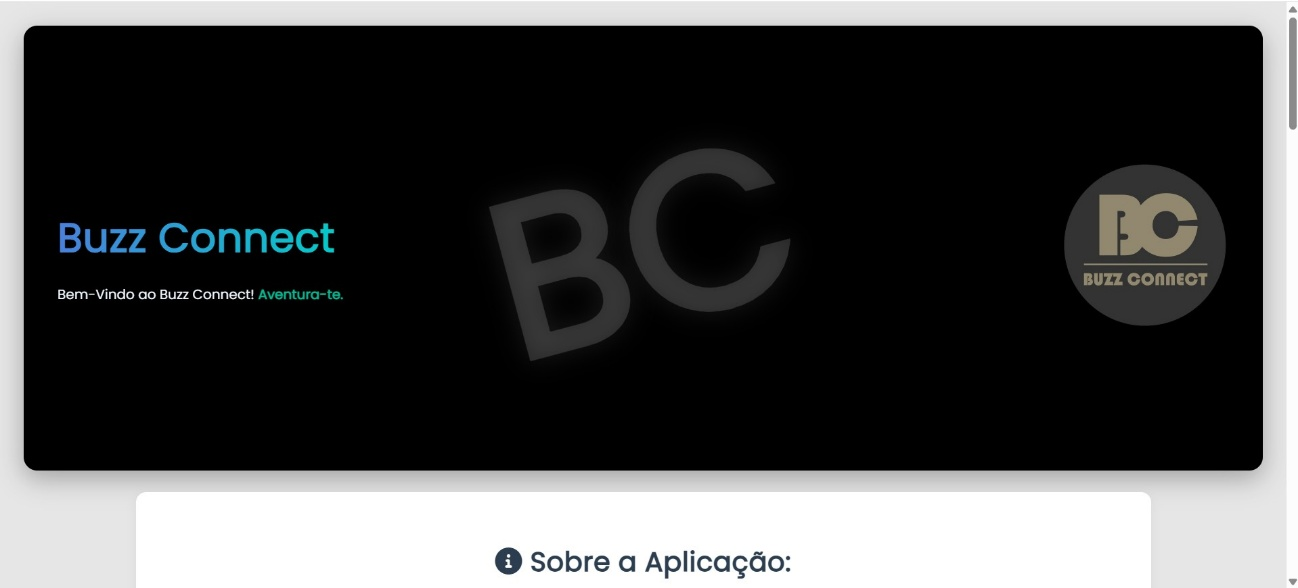 Buzz Connect
Bem-Vindo ao Buzz Connect! Aventura-te.
BC
BC
BUZZ CONNECT
Sobre a Aplicação: